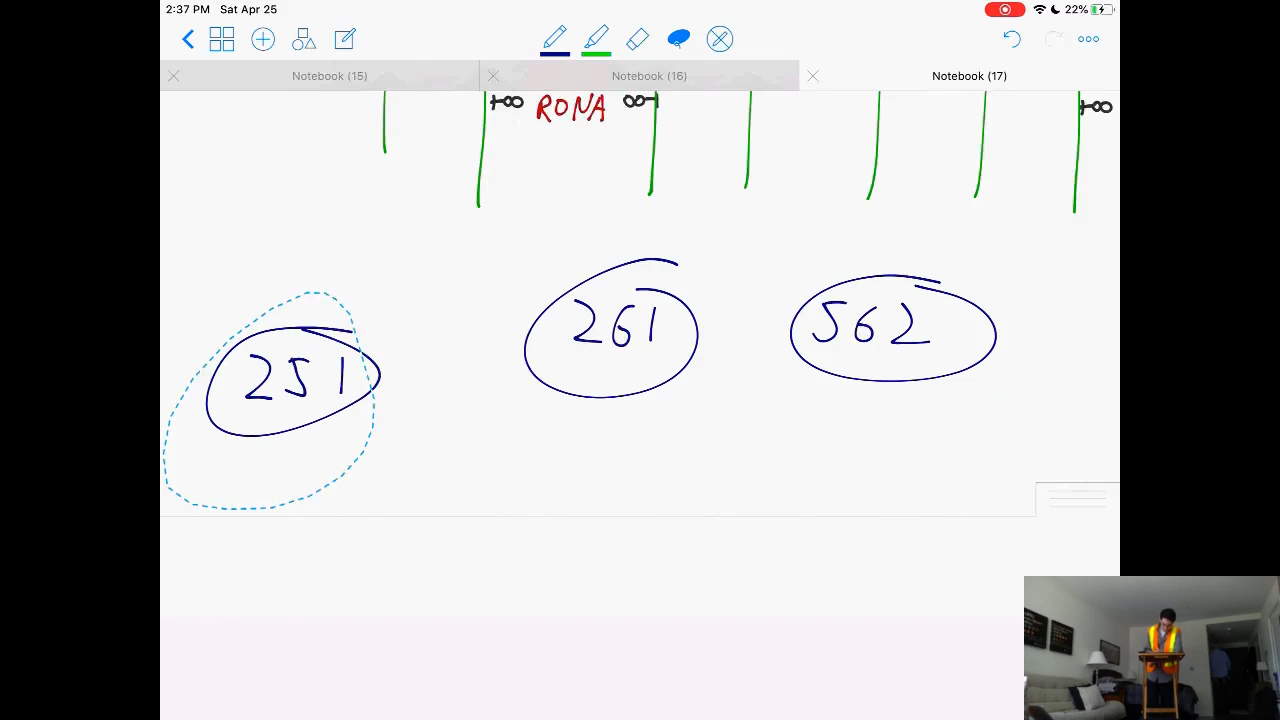 2:37 PM Sat Apr 25
22%
Notebook (15) Notebook (16) Notebook (17)
+∞ RONA ∞+ +∞
251 261 562